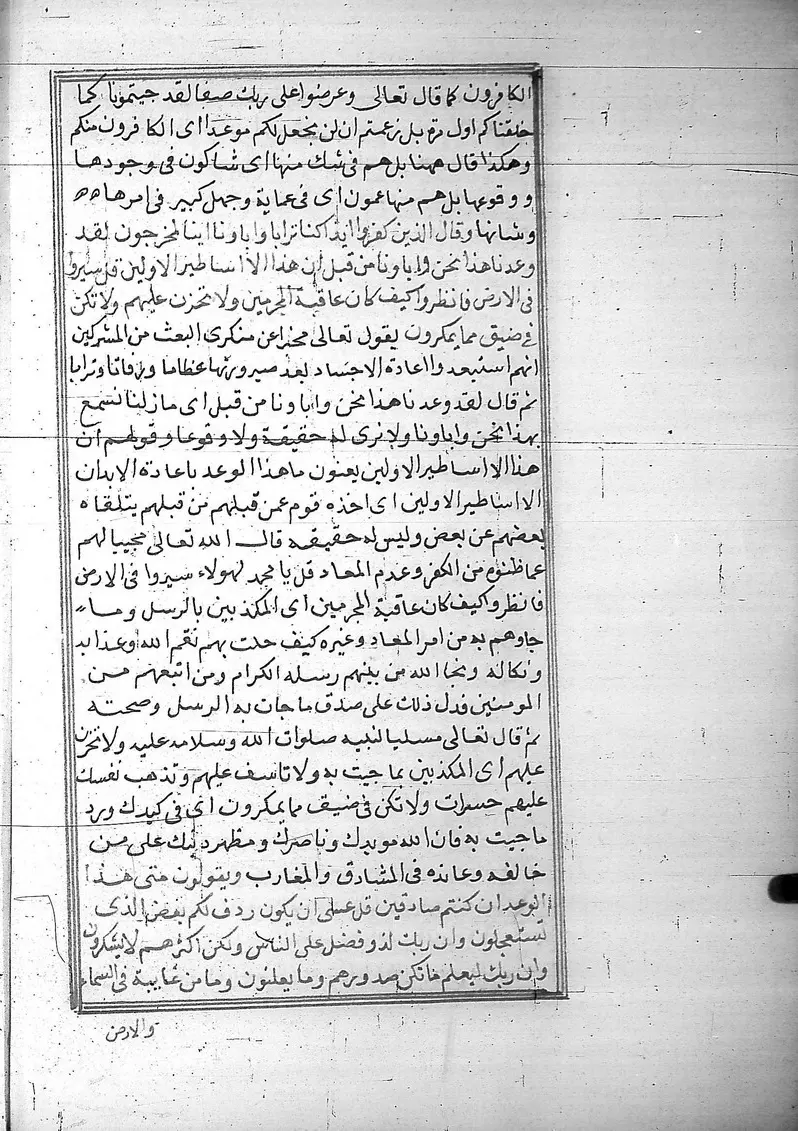 الكافرون كما قال تعالى وعرضوا على ربك صفا لقد جيتمونا كما
خلقناكم اول مرة بل زعمتم ان لن نجعل لكم موعدا اى الكافرون منكم
وهكذا قال ههنا بل هم فى شك منها اى شاكون فى وجودها
ووقوعها بل هم منها عمون اى فى عماية وجهل كبير فى امرها
وشانها وقال الذين كفروا ايذا كنا ترابا واباونا اينا لمخرجون لقد
وعدنا هذا نحن واباونا من قبل ان هذا الا اساطير الاولين قل سيروا
فى الارض فانظروا كيف كان عاقبة المجرمين ولا تحزن عليهم ولا تكن
فى ضيق مما يمكرون يقول تعالى مخبرا عن منكرى البعث من المشركين
انهم استبعدوا اعادة الاجساد بعد صيرورتها عظاما ورفاتا وترابا
ثم قال لقد وعدنا هذا نحن واباونا من قبل اى مازلنا نسمع
بهذا نحن واباونا ولا نرى له حقيقة ولا وقوعا وقولهم ان
هذا الا اساطير الاولين يعنون ما هذا الوعد باعادة الابدان
الا اساطير الاولين اى اخذه قوم عمن قبلهم من قبلهم يتلقاه
بعضهم عن بعض وليس له حقيقه قال الله تعالى مجيبا لهم
عما ظنوه من الكفر وعدم المعاد قل يا محمد لهولاء سيروا فى الارض
فانظروا كيف كان عاقبة المجرمين اى المكذبين بالرسل وما
جاوهم به من امر المعاد وغيره كيف حلت بهم نقم الله وعذابه
ونكاله ونجا الله من بينهم رسله الكرام ومن اتبعهم من
المومنين فدل ذلك على صدق ما جات به الرسل وصحته
ثم قال تعالى مسليا لنبيه صلوات الله وسلامه عليه ولا تحزن
عليهم اى المكذبين بما جيت به ولا تاسف عليهم وتذهب نفسك
عليهم حسرات ولا تكن فى ضيق مما يمكرون اى فى كيدك ورد
ما جيت به فان الله مويدك وناصرك ومظهر دينك على من
خالفه وعانده فى المشارق والمغارب ويقولون متى هذا
الوعد ان كنتم صادقين قل عسى ان يكون ردف لكم بعض الذى
تستعجلون وان ربك لذو فضل على الناس ولكن اكثرهم لا يشكرون
وان ربك ليعلم ما تكن صدورهم وما يعلنون وما من غايبة فى السماء
والارض